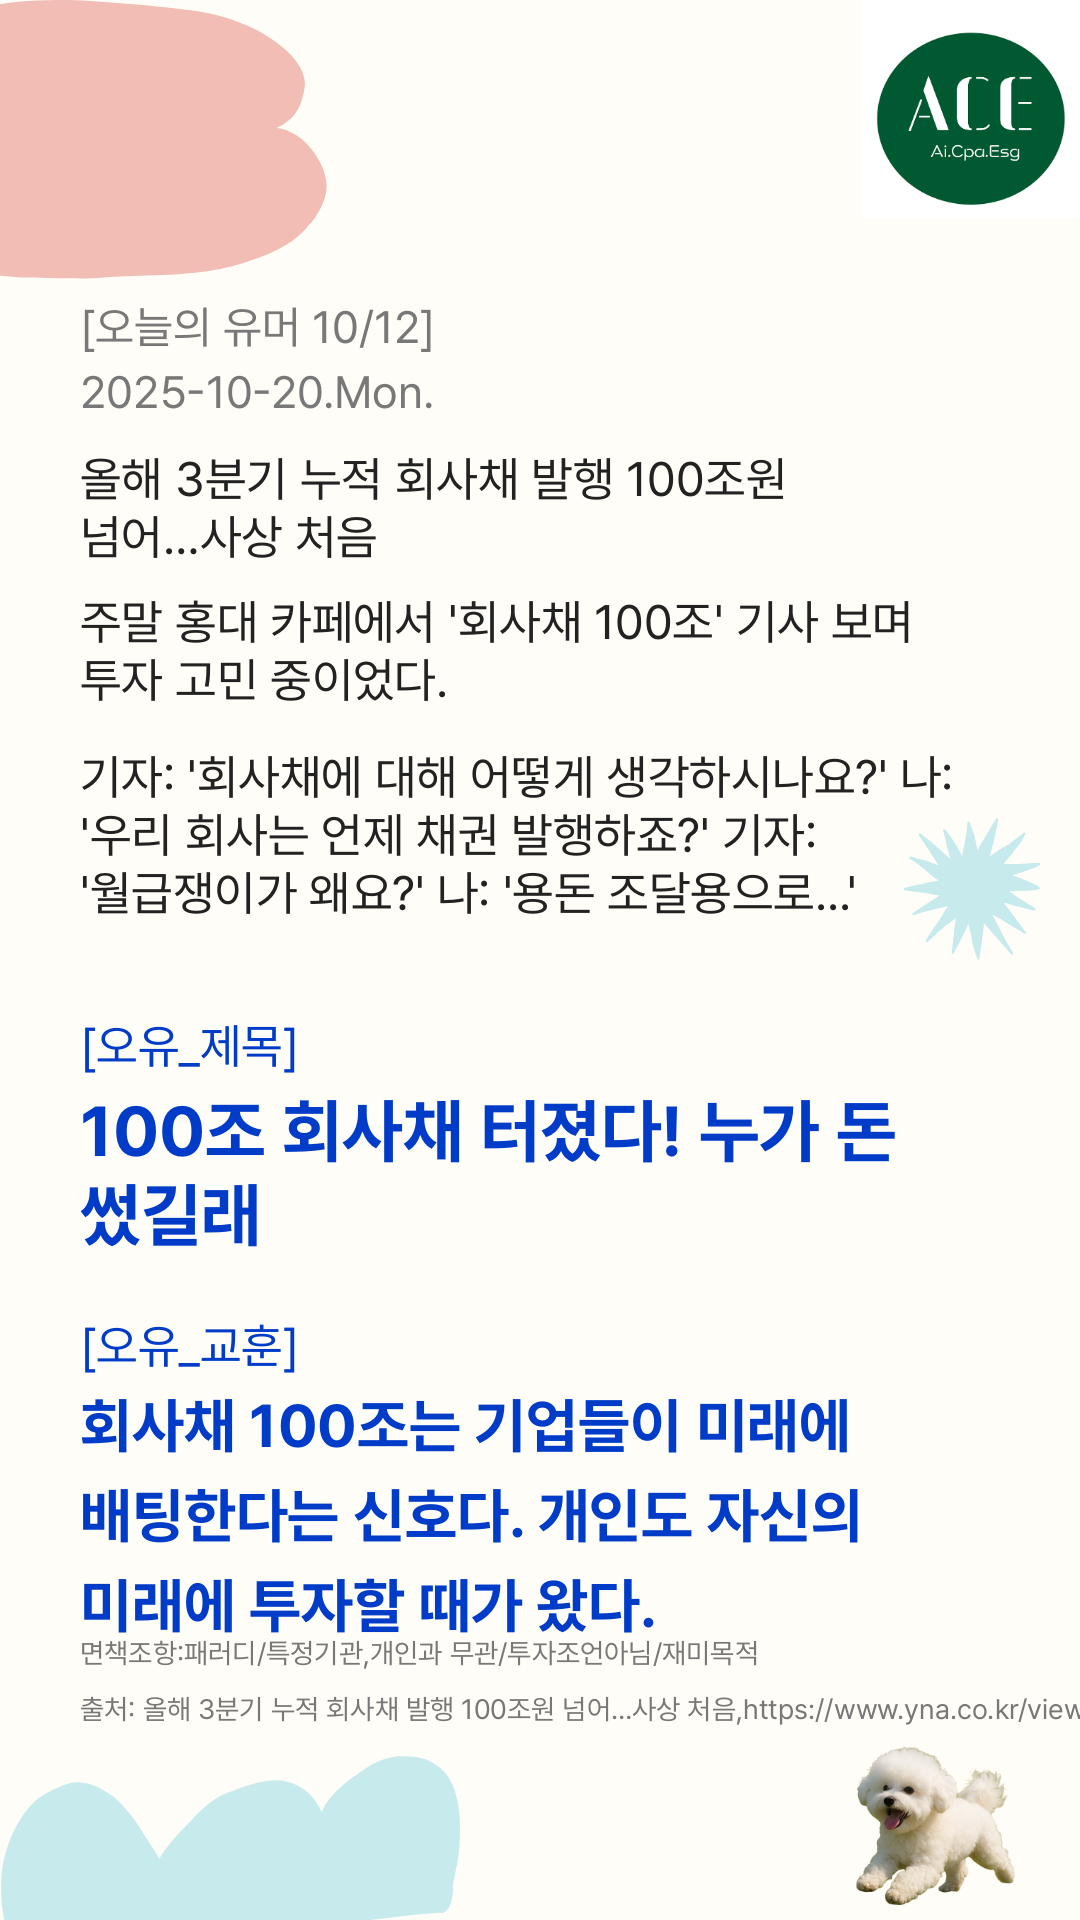 ACE
Ai.Cpa.Esg
[오늘의 유머 10/12]
2025-10-20.Mon.
올해 3분기 누적 회사채 발행 100조원
넘어...사상 처음
주말 홍대 카페에서 '회사채 100조' 기사 보며
투자 고민 중이었다.
기자: '회사채에 대해 어떻게 생각하시나요?' 나:
'우리 회사는 언제 채권 발행하죠?' 기자:
'월급쟁이가 왜요?' 나: '용돈 조달용으로...'
[오유_제목]
100조 회사채 터졌다! 누가 돈
썼길래
[오유_교훈]
회사채 100조는 기업들이 미래에
배팅한다는 신호다. 개인도 자신의
미래에 투자할 때가 왔다.
면책조항:패러디/특정기관,개인과 무관/투자조언아님/재미목적
출처: 올해 3분기 누적 회사채 발행 100조원 넘어...사상 처음,https://www.yna.co.kr/view